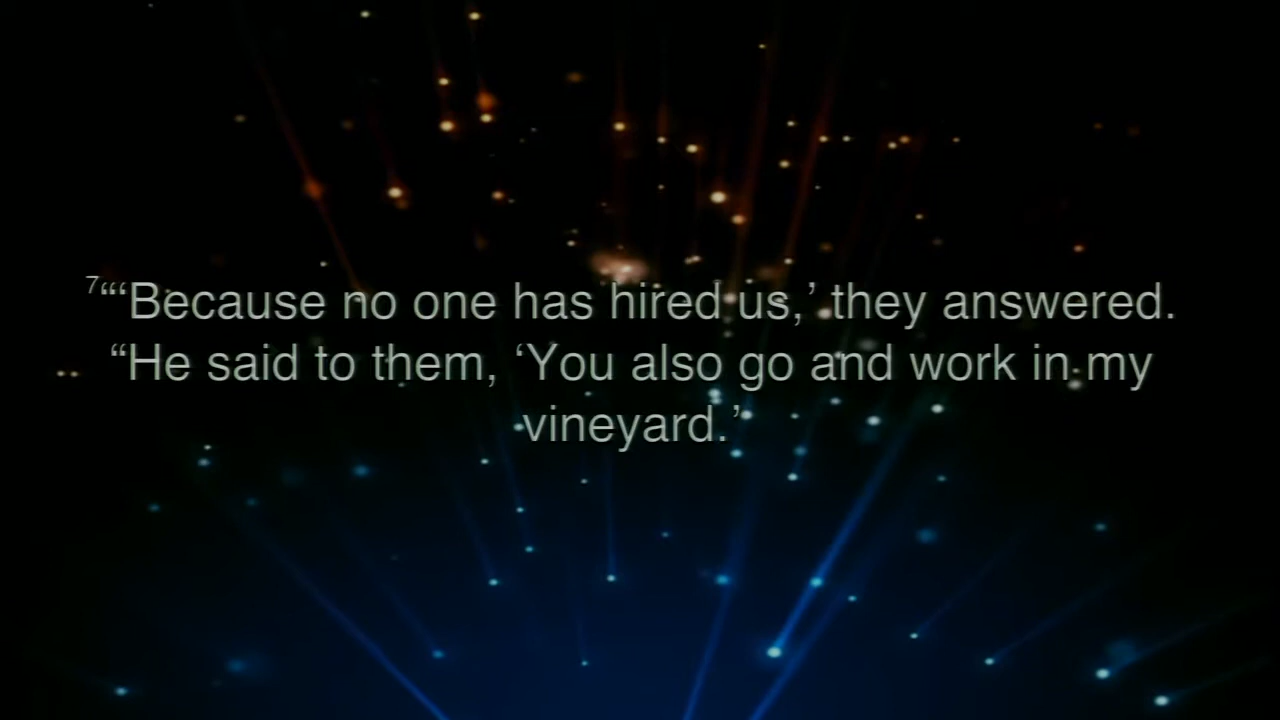 ⁷“‘Because no one has hired us,’ they answered.
“He said to them, ‘You also go and work in my
vineyard.’